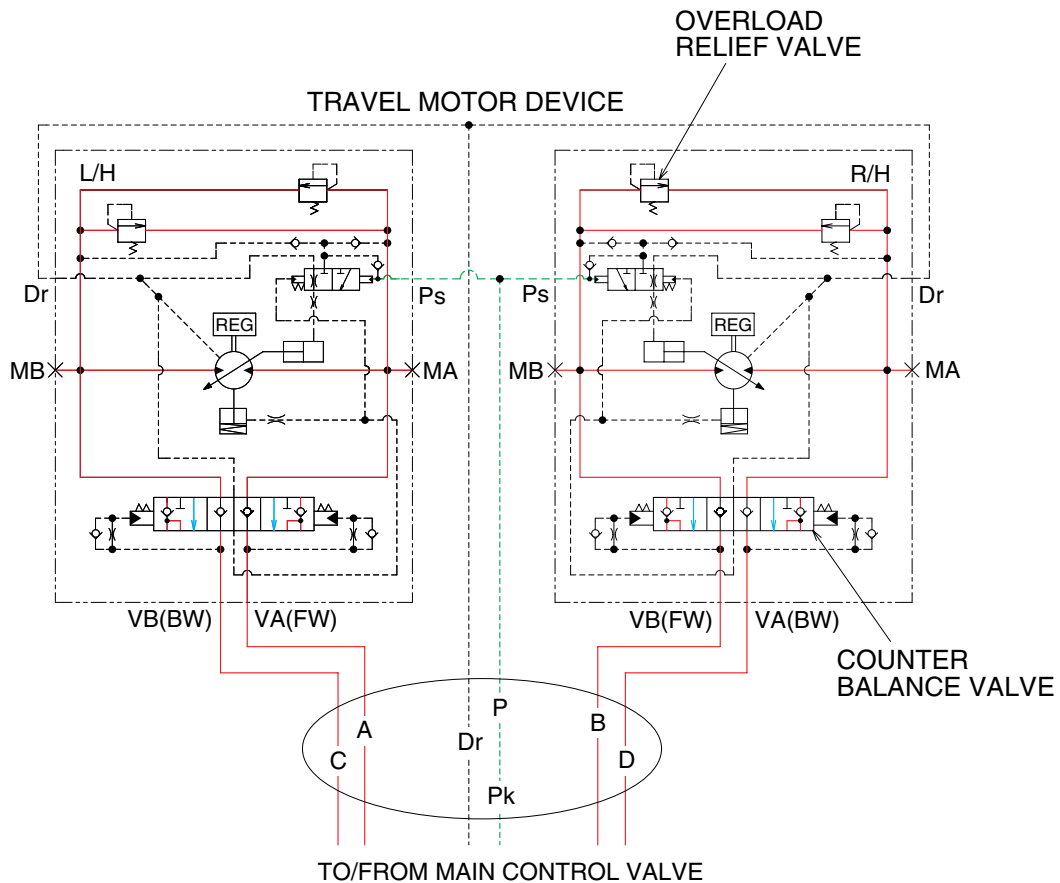 OVERLOAD
RELIEF VALVE
TRAVEL MOTOR DEVICE
L/H
R/H
Dr
Ps
Ps
Dr
REG
REG
MB
MA
MB
MA
VB(BW)
VA(FW)
VB(FW)
VA(BW)
COUNTER
BALANCE VALVE
P
A
B
Dr
C
D
Pk
TO/FROM MAIN CONTROL VALVE